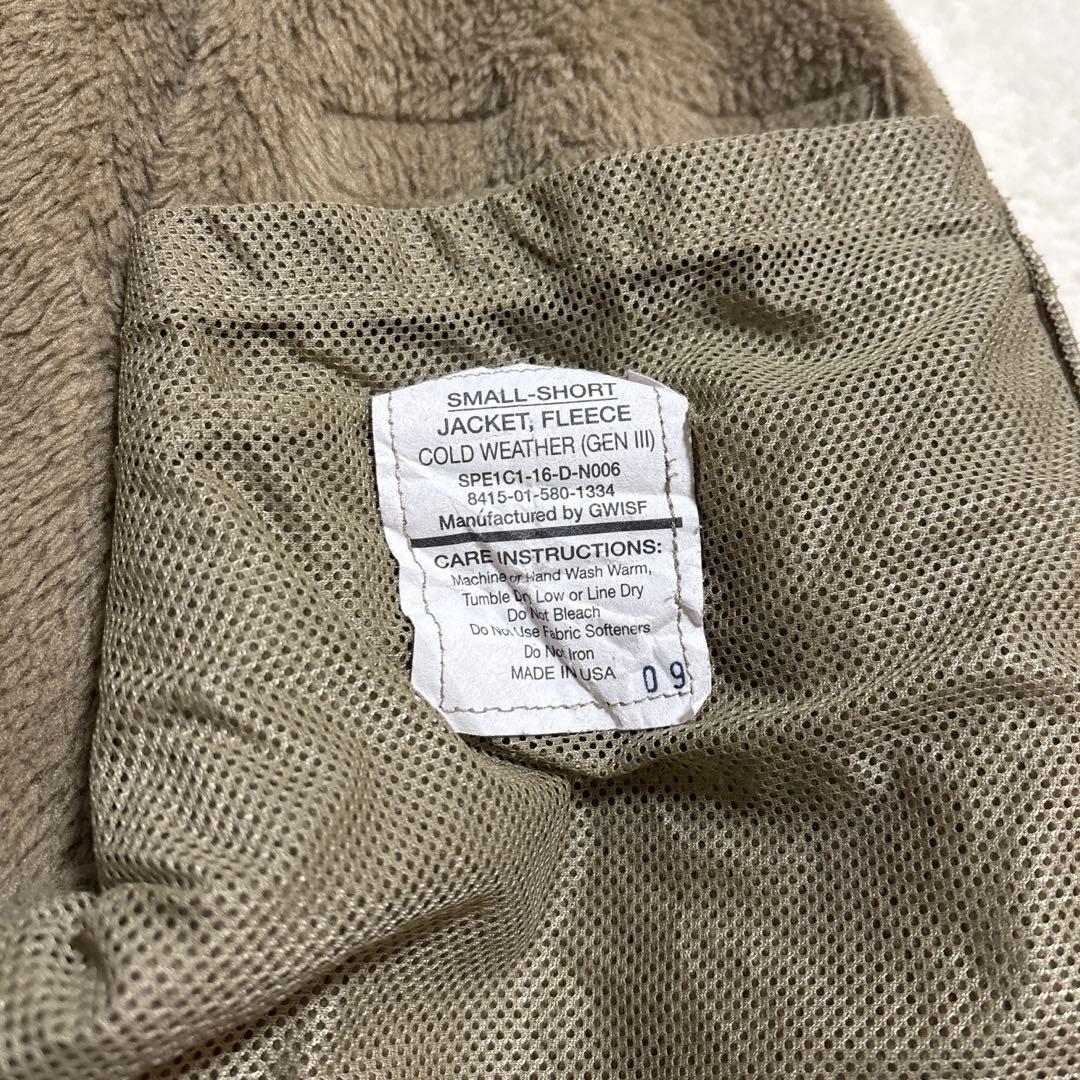 SMALL-SHORT
JACKET, FLEECE
COLD WEATHER (GEN III)
SPE1C1-16-D-N006
8415-01-580-1334
Manufactured by GWISF
CARE INSTRUCTIONS:
Machine or Hand Wash Warm,
Tumble Dry Low or Line Dry
Do Not Bleach
Do Not Use Fabric Softeners
Do Not Iron
MADE IN USA
09